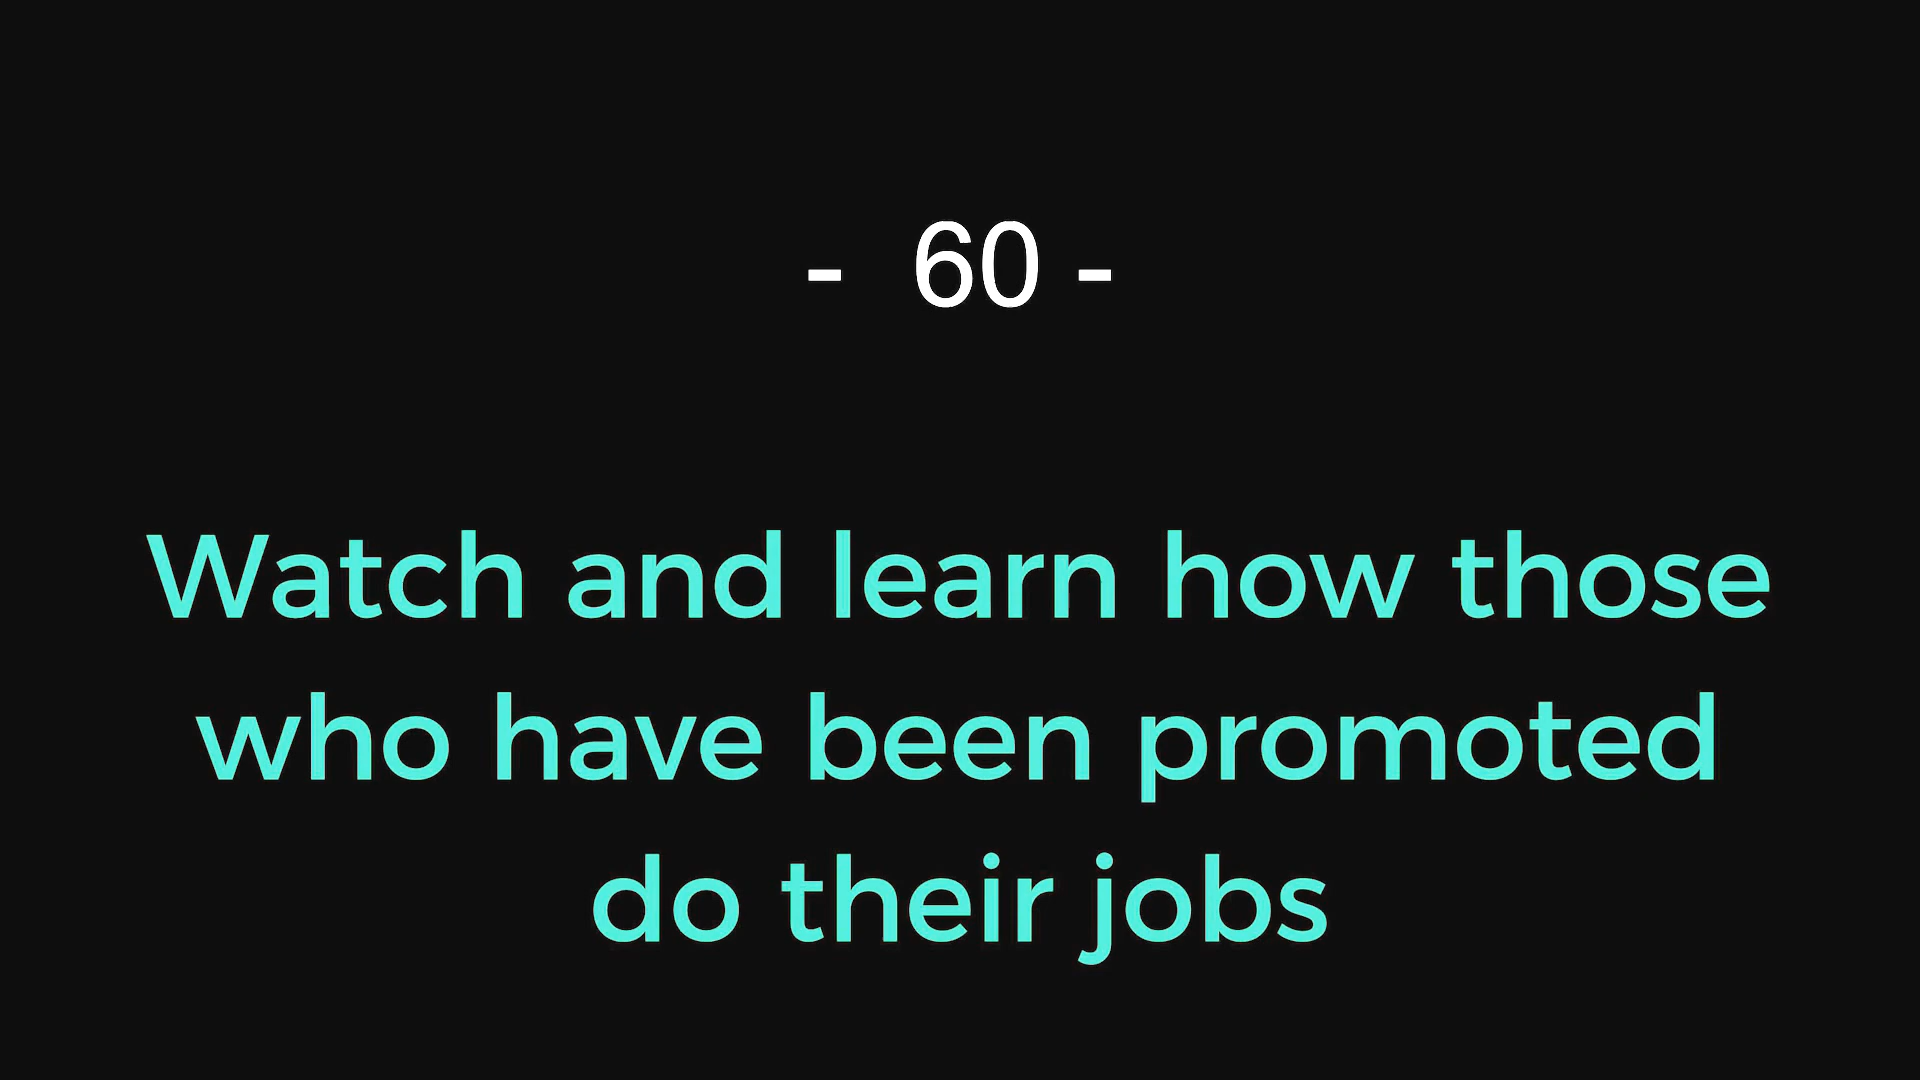 - 60 -
Watch and learn how those
who have been promoted
do their jobs